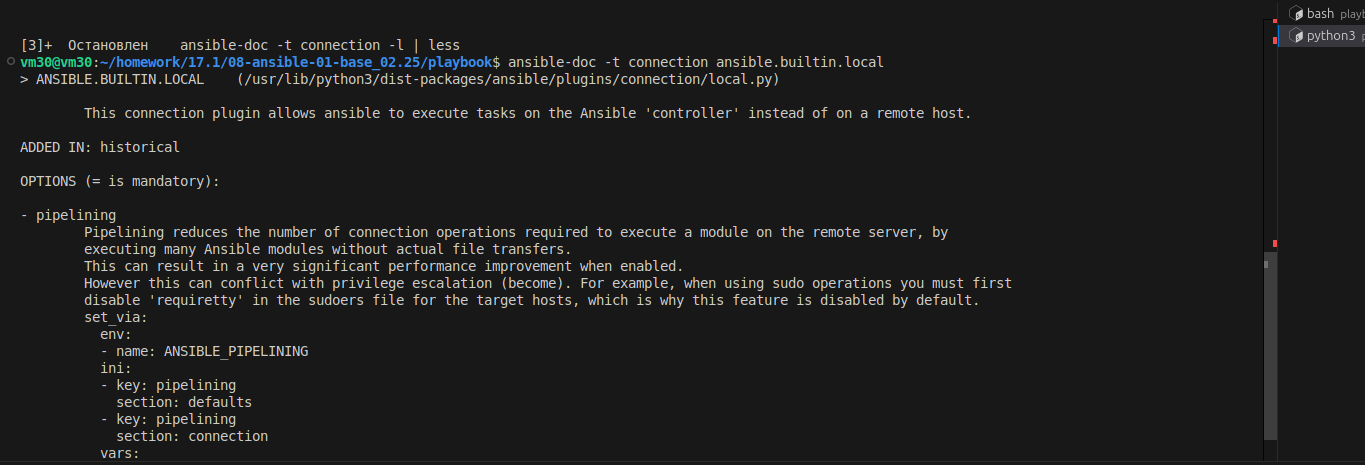 [3]+  Остановлен    ansible-doc -t connection -l | less
vm30@vm30:~/homework/17.1/08-ansible-01-base_02.25/playbook$ ansible-doc -t connection ansible.builtin.local
> ANSIBLE.BUILTIN.LOCAL    (/usr/lib/python3/dist-packages/ansible/plugins/connection/local.py)
This connection plugin allows ansible to execute tasks on the Ansible 'controller' instead of on a remote host.
ADDED IN: historical
OPTIONS (= is mandatory):
- pipelining
Pipelining reduces the number of connection operations required to execute a module on the remote server, by
executing many Ansible modules without actual file transfers.
This can result in a very significant performance improvement when enabled.
However this can conflict with privilege escalation (become). For example, when using sudo operations you must first
disable 'requiretty' in the sudoers file for the target hosts, which is why this feature is disabled by default.
set_via:
env:
- name: ANSIBLE_PIPELINING
ini:
- key: pipelining
section: defaults
- key: pipelining
section: connection
vars:
bash
python3